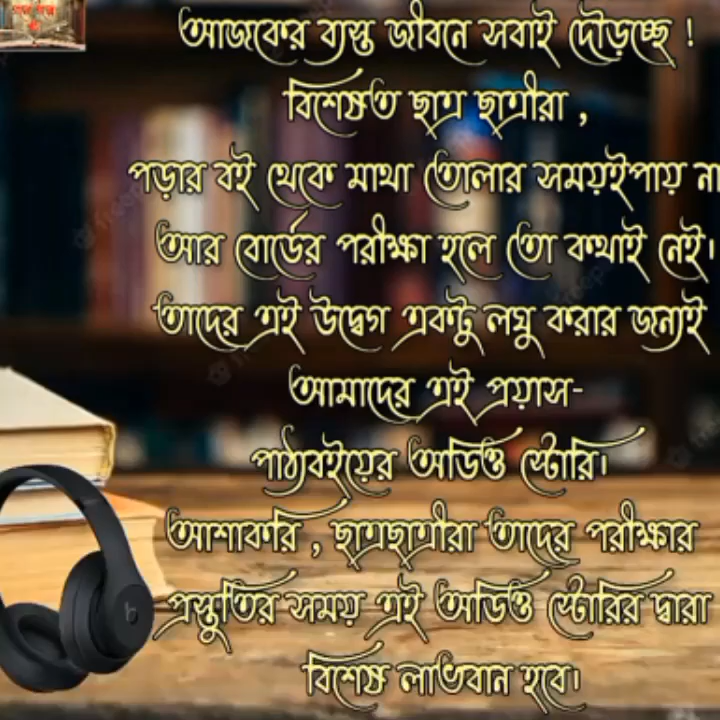 আজকের ব্যস্ত জীবনে সবাই দৌড়চ্ছে !
বিশেষত ছাত্র ছাত্রীরা ,
পড়ার বই থেকে মাথা তোলার সময়ইপায় না
আর বোর্ডের পরীক্ষা হলে তো কথাই নেই।
তাদের এই উদ্বেগ একটু লঘু করার জন্যই
আমাদের এই প্রয়াস-
পাঠ্যবইয়ের অডিও স্টোরি।
আশাকরি , ছাত্রছাত্রীরা তাদের পরীক্ষার
প্রস্তুতির সময় এই অডিও স্টোরির দ্বারা
বিশেষ লাভবান হবে।